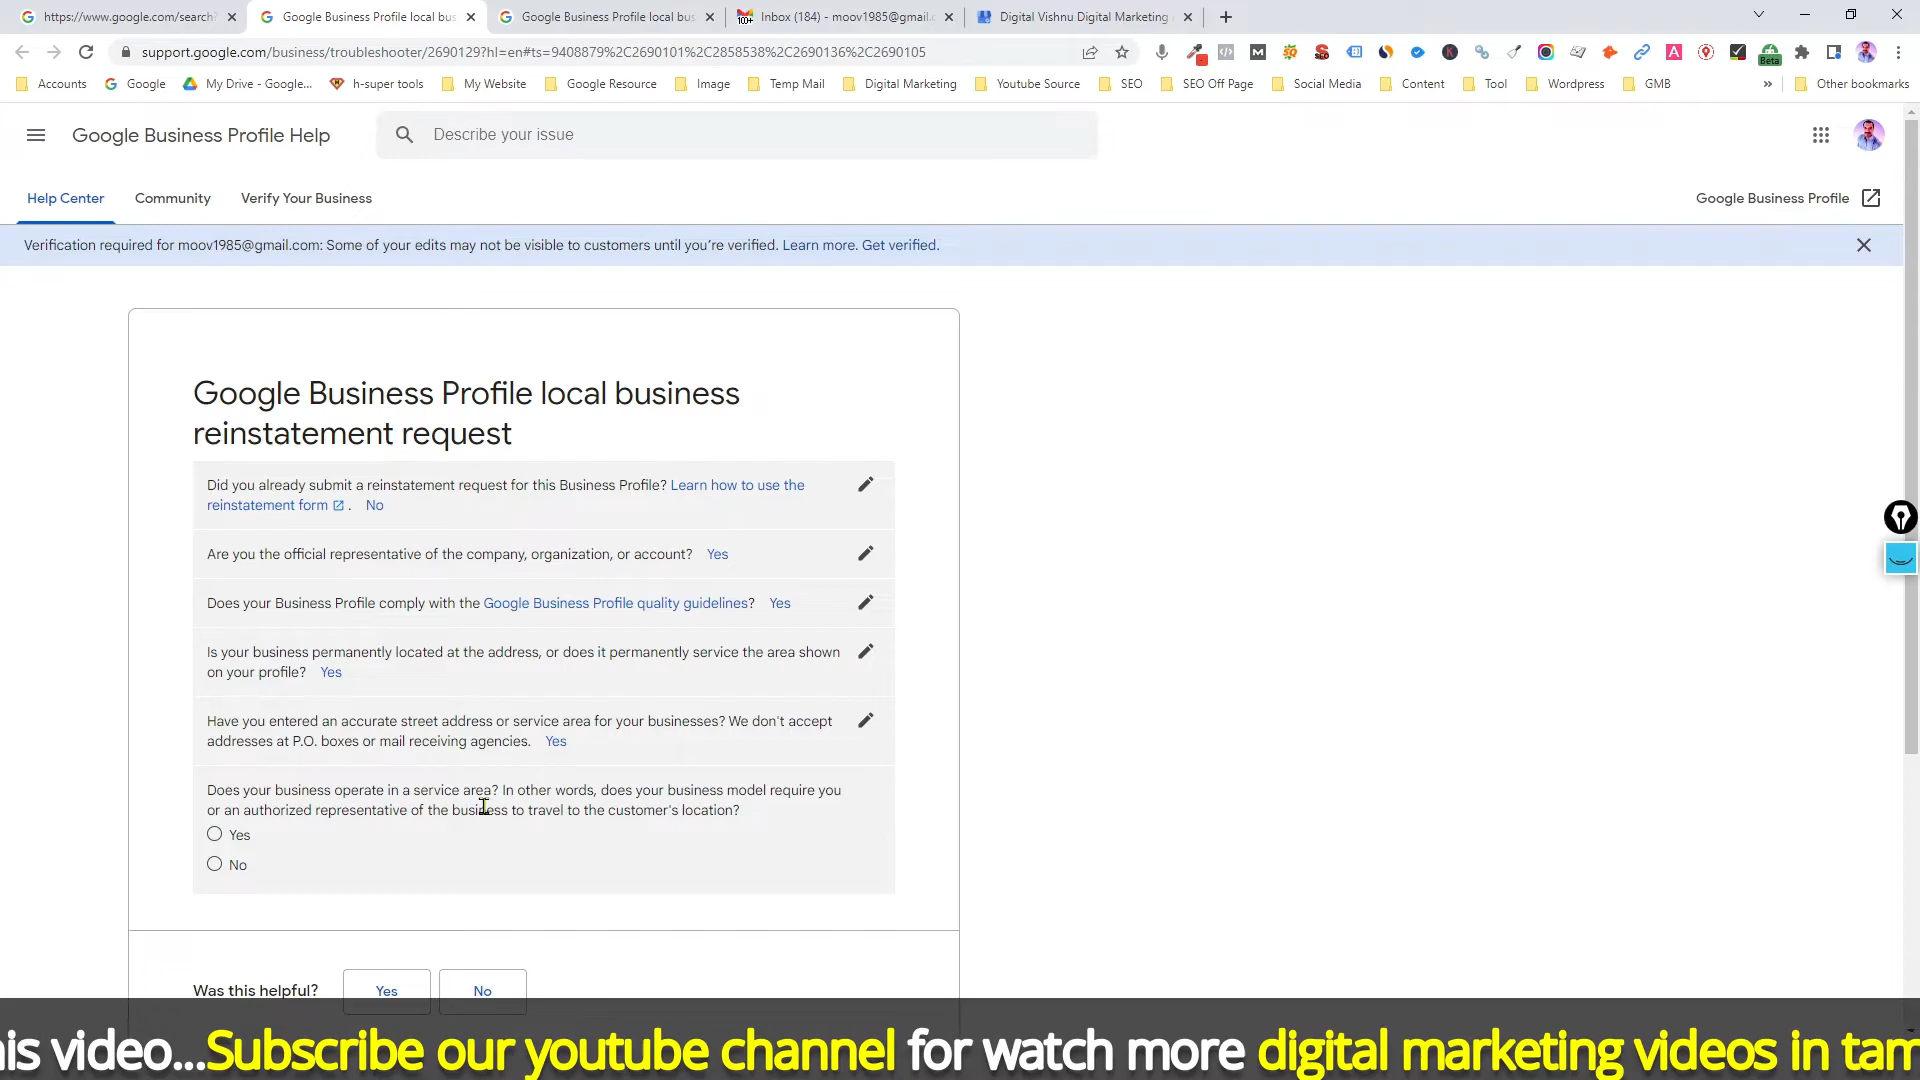 https://www.google.com/search?
Google Business Profile local bus
Google Business Profile local bus
Inbox (184) - moov1985@gmail.c
Digital Vishnu Digital Marketing
support.google.com/business/troubleshooter/2690129?hl=en#ts=9408879%2C2690101%2C2858538%2C2690136%2C2690105
Accounts
Google
My Drive - Google...
h-super tools
My Website
Google Resource
Image
Temp Mail
Digital Marketing
Youtube Source
SEO
SEO Off Page
Social Media
Content
Tool
Wordpress
GMB
»
Other bookmarks
Google Business Profile Help
Describe your issue
Help Center
Community
Verify Your Business
Google Business Profile
Verification required for moov1985@gmail.com: Some of your edits may not be visible to customers until you're verified. Learn more. Get verified.
Google Business Profile local business
reinstatement request
Did you already submit a reinstatement request for this Business Profile? Learn how to use the
reinstatement form . No
Are you the official representative of the company, organization, or account? Yes
Does your Business Profile comply with the Google Business Profile quality guidelines? Yes
Is your business permanently located at the address, or does it permanently service the area shown
on your profile? Yes
Have you entered an accurate street address or service area for your businesses? We don't accept
addresses at P.O. boxes or mail receiving agencies. Yes
Does your business operate in a service area? In other words, does your business model require you
or an authorized representative of the business to travel to the customer's location?
Yes
No
Was this helpful?
Yes
No
his video...Subscribe our youtube channel for watch more digital marketing videos in tam